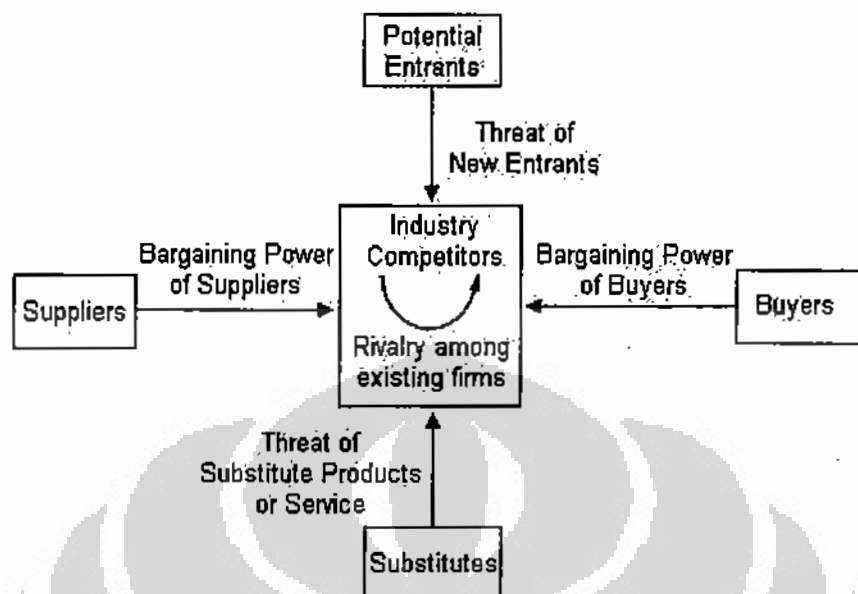 Potential
Entrants
Threat of
New Entrants
Industry
Competitors
Bargaining Power
of Suppliers
Bargaining Power
of Buyers
Suppliers
Buyers
Rivalry among
existing firms
Threat of
Substitute Products
or Service
Substitutes